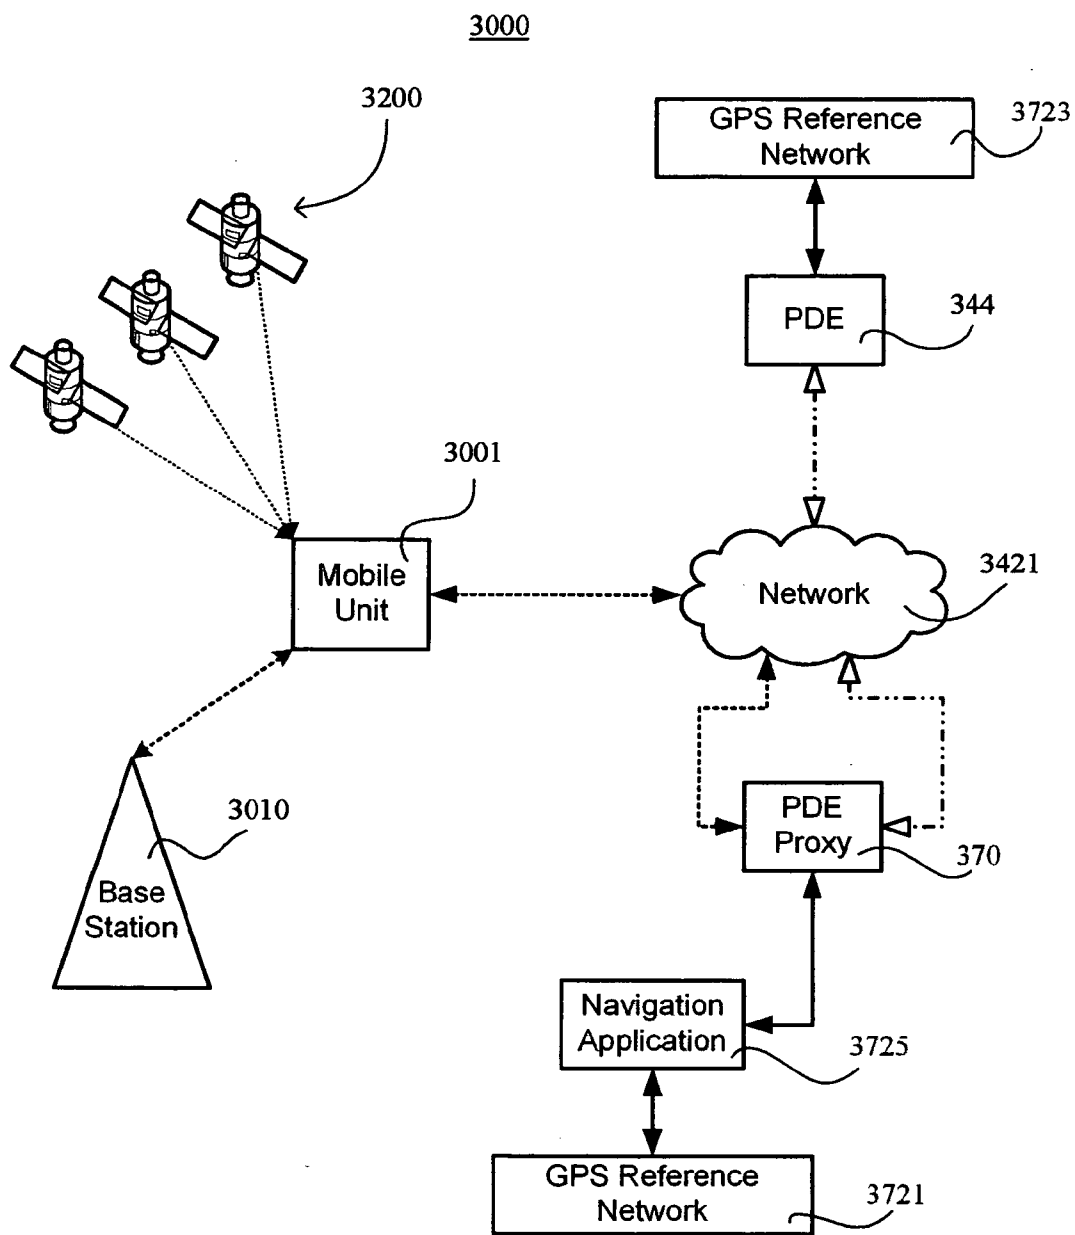 3000
3200
GPS Reference
Network
3723
PDE
344
3001
Mobile
Unit
Network
3421
3010
Base
Station
PDE
Proxy
370
Navigation
Application
3725
GPS Reference
Network
3721